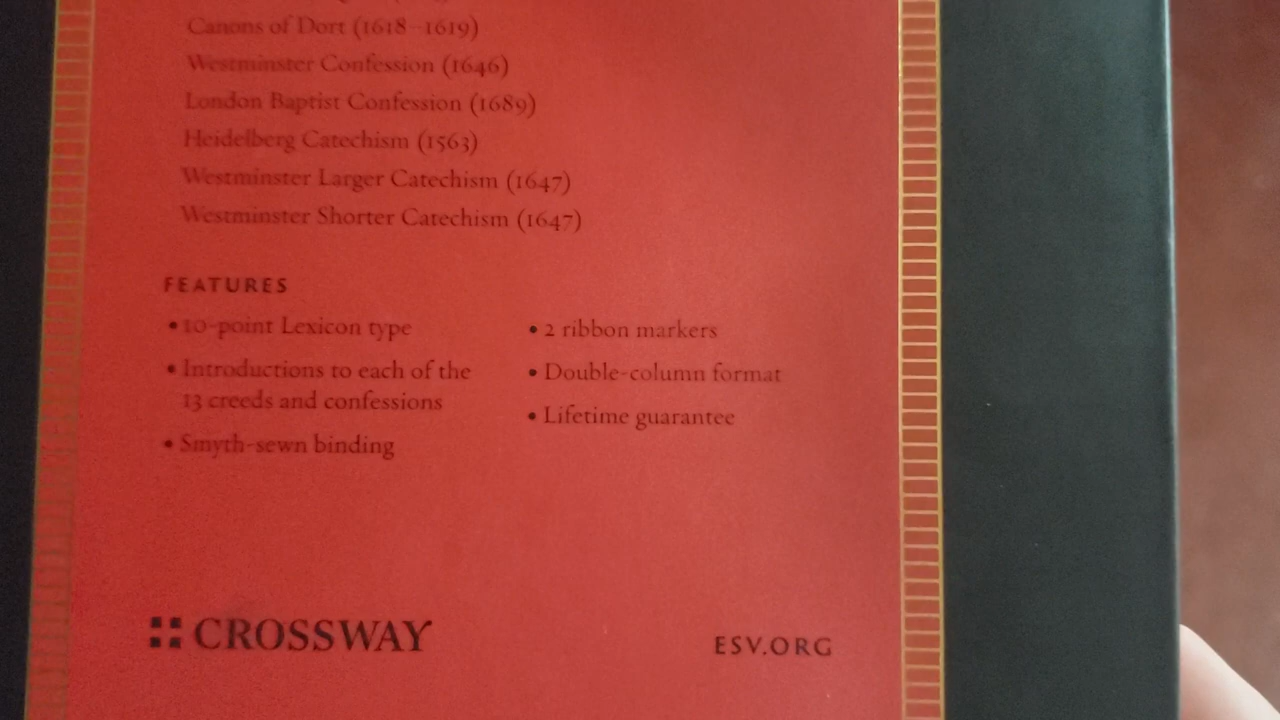 Canons of Dort (1618–1619)
Westminster Confession (1646)
London Baptist Confession (1689)
Heidelberg Catechism (1563)
Westminster Larger Catechism (1647)
Westminster Shorter Catechism (1647)
FEATURES
• 10-point Lexicon type
• Introductions to each of the
13 creeds and confessions
• Smyth-sewn binding
• 2 ribbon markers
• Double-column format
• Lifetime guarantee
CROSSWAY
ESV.ORG